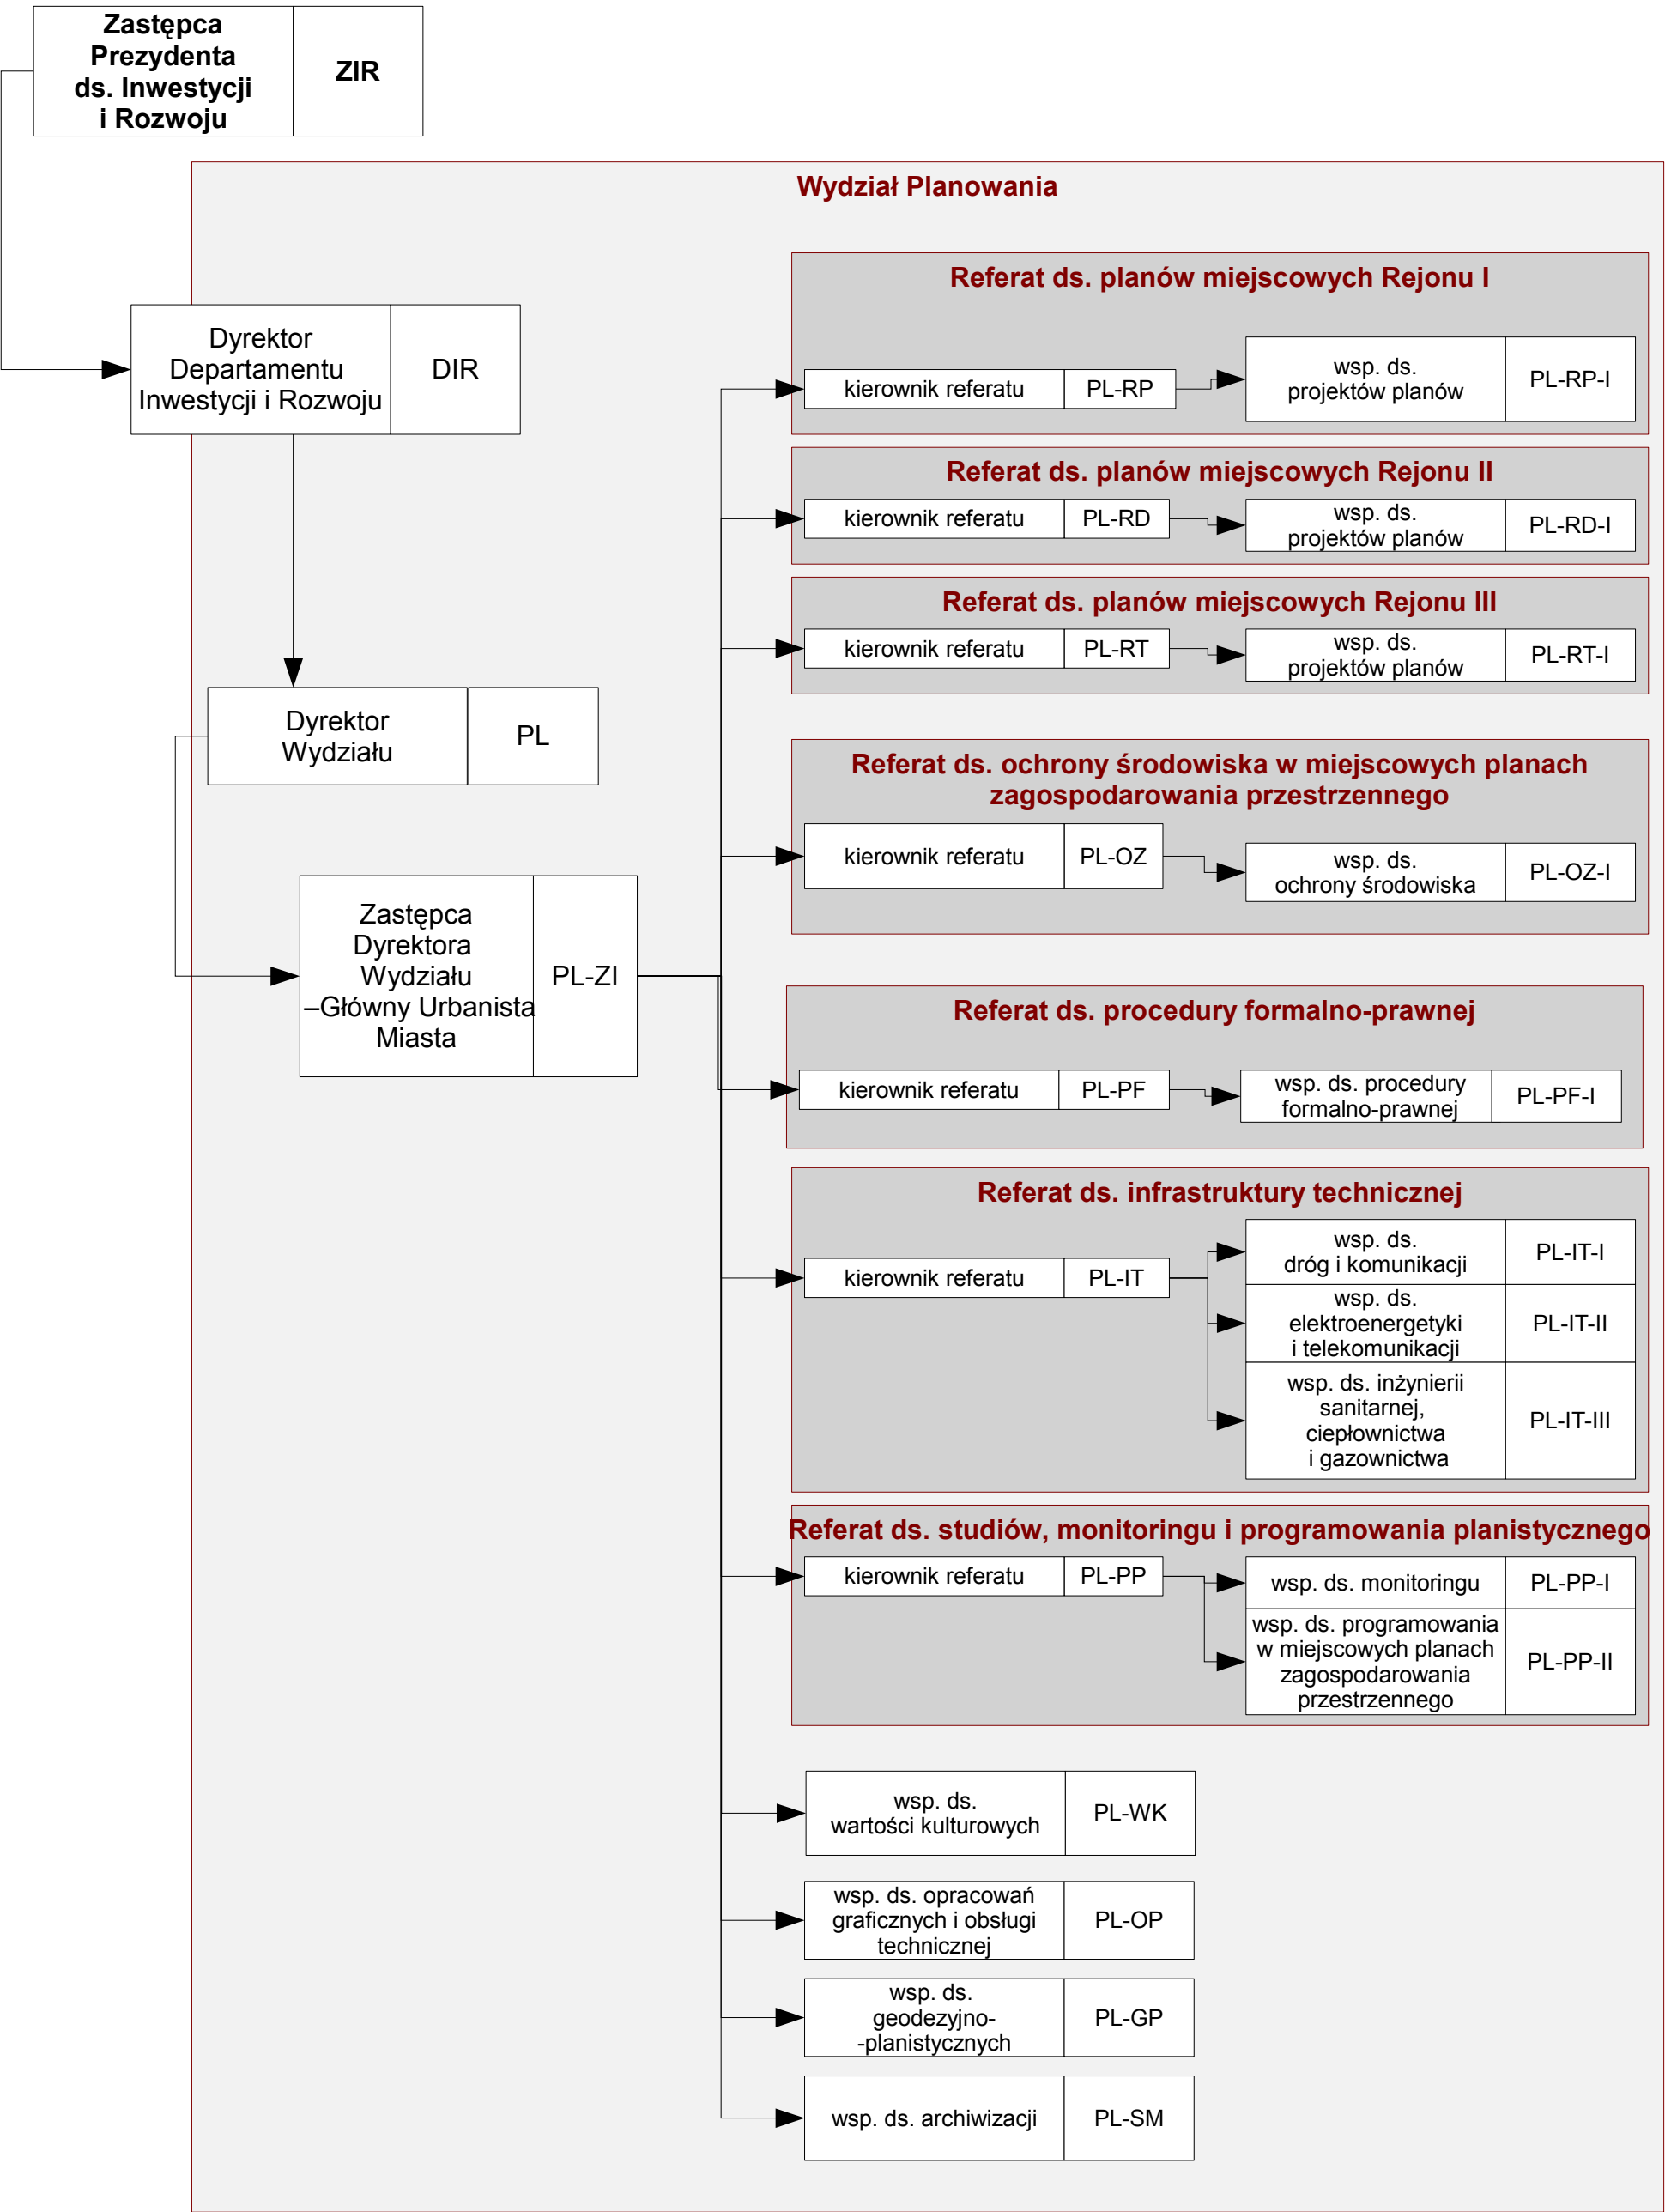 Zastępca
Prezydenta
ds. Inwestycji
i Rozwoju
ZIR
Wydział Planowania
Dyrektor
Departamentu
Inwestycji i Rozwoju
DIR
Dyrektor
Wydziału
PL
Zastępca
Dyrektora
Wydziału
–Główny Urbanista
Miasta
PL-ZI
Referat ds. planów miejscowych Rejonu I
kierownik referatu
PL-RP
wsp. ds.
projektów planów
PL-RP-I
Referat ds. planów miejscowych Rejonu II
kierownik referatu
PL-RD
wsp. ds.
projektów planów
PL-RD-I
Referat ds. planów miejscowych Rejonu III
kierownik referatu
PL-RT
wsp. ds.
projektów planów
PL-RT-I
Referat ds. ochrony środowiska w miejscowych planach
zagospodarowania przestrzennego
kierownik referatu
PL-OZ
wsp. ds.
ochrony środowiska
PL-OZ-I
Referat ds. procedury formalno-prawnej
kierownik referatu
PL-PF
wsp. ds. procedury
formalno-prawnej
PL-PF-I
Referat ds. infrastruktury technicznej
kierownik referatu
PL-IT
wsp. ds.
dróg i komunikacji
PL-IT-I
wsp. ds.
elektroenergetyki
i telekomunikacji
PL-IT-II
wsp. ds. inżynierii
sanitarnej,
ciepłownictwa
i gazownictwa
PL-IT-III
Referat ds. studiów, monitoringu i programowania planistycznego
kierownik referatu
PL-PP
wsp. ds. monitoringu
PL-PP-I
wsp. ds. programowania
w miejscowych planach
zagospodarowania
przestrzennego
PL-PP-II
wsp. ds.
wartości kulturowych
PL-WK
wsp. ds. opracowań
graficznych i obsługi
technicznej
PL-OP
wsp. ds.
geodezyjno-
-planistycznych
PL-GP
wsp. ds. archiwizacji
PL-SM